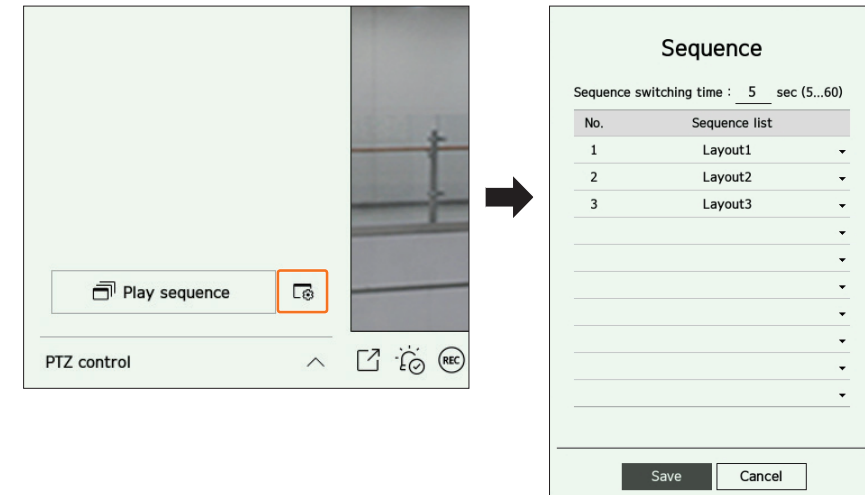 Play sequence
PTZ control
REC
Sequence
Sequence switching time : 5 sec (5...60)
No. Sequence list
1 Layout1
2 Layout2
3 Layout3
Save Cancel